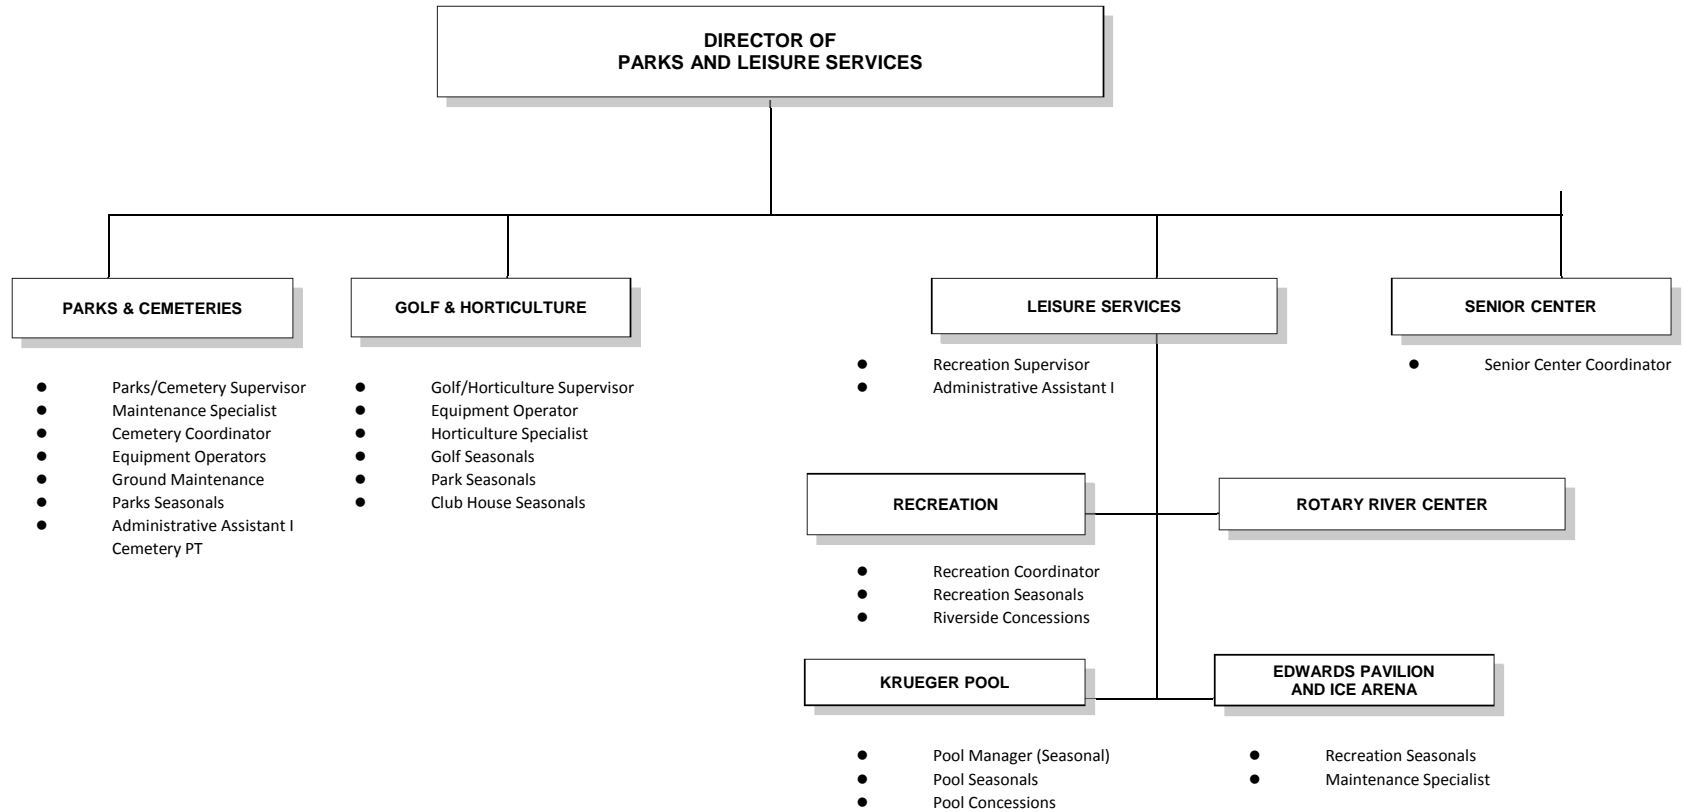 DIRECTOR OF
PARKS AND LEISURE SERVICES
PARKS & CEMETERIES
GOLF & HORTICULTURE
LEISURE SERVICES
SENIOR CENTER
● Parks/Cemetery Supervisor
● Maintenance Specialist
● Cemetery Coordinator
● Equipment Operators
● Ground Maintenance
● Parks Seasonals
● Administrative Assistant I
Cemetery PT
● Golf/Horticulture Supervisor
● Equipment Operator
● Horticulture Specialist
● Golf Seasonals
● Park Seasonals
● Club House Seasonals
● Recreation Supervisor
● Administrative Assistant I
● Senior Center Coordinator
RECREATION
ROTARY RIVER CENTER
● Recreation Coordinator
● Recreation Seasonals
● Riverside Concessions
KRUEGER POOL
EDWARDS PAVILION
AND ICE ARENA
● Pool Manager (Seasonal)
● Pool Seasonals
● Pool Concessions
● Recreation Seasonals
● Maintenance Specialist